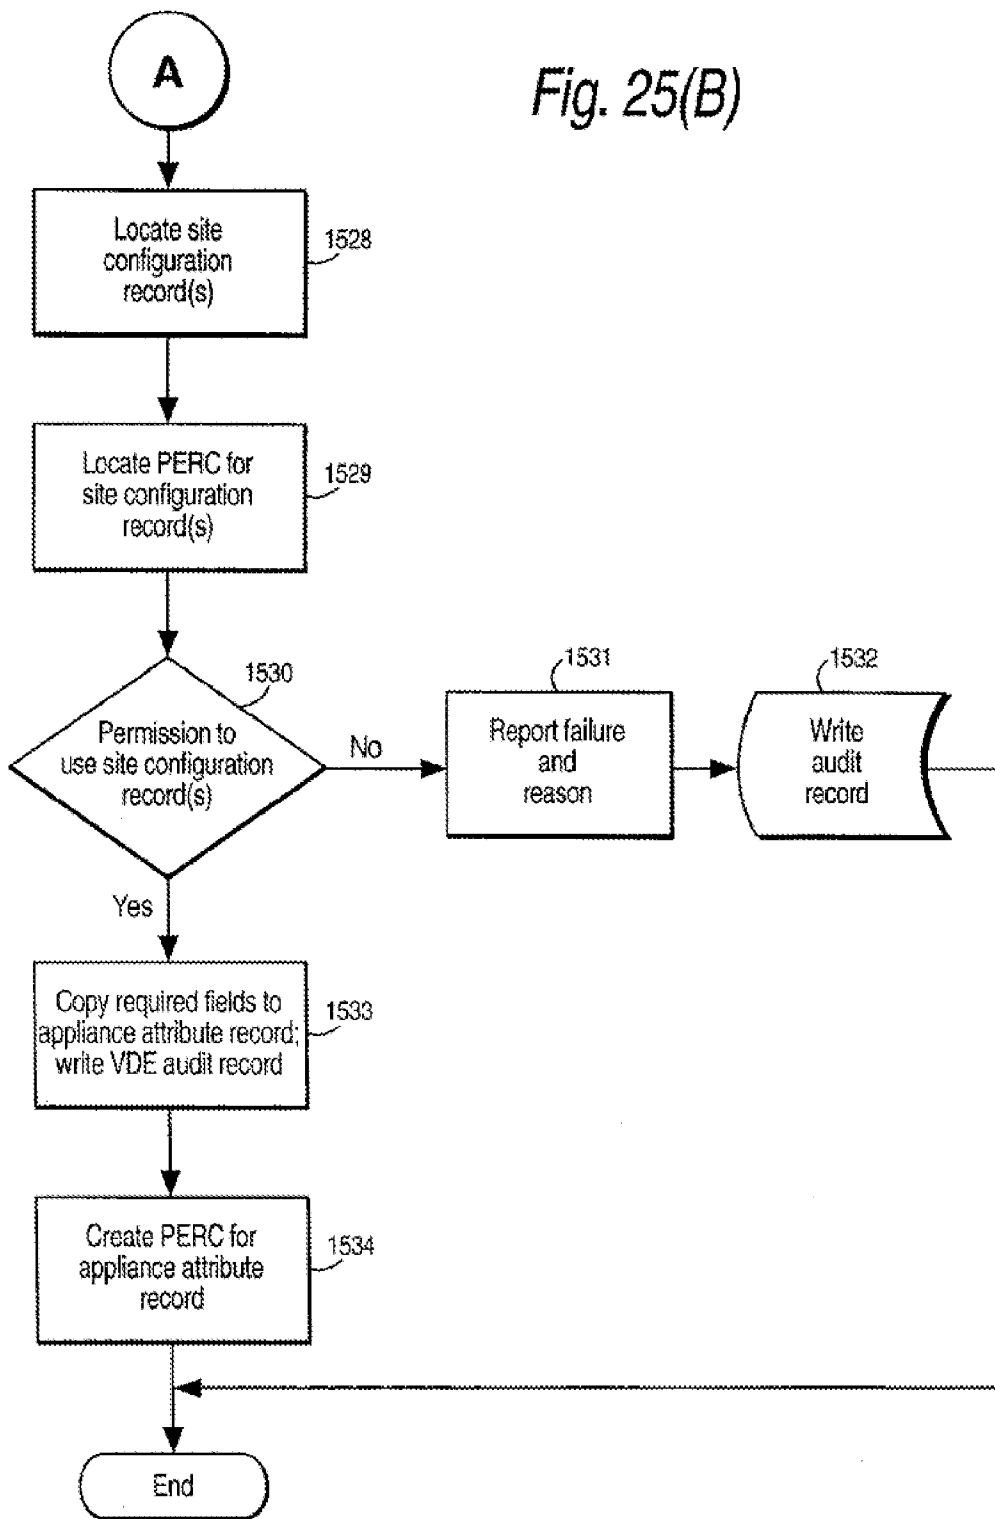 A
Fig. 25(B)
Locate site
configuration
record(s)
1528
Locate PERC for
site configuration
record(s)
1529
1530
Permission to
use site configuration
record(s)
No
1531
Report failure
and
reason
1532
Write
audit
record
Yes
Copy required fields to
appliance attribute record;
write VDE audit record
1533
Create PERC for
appliance attribute
record
1534
End